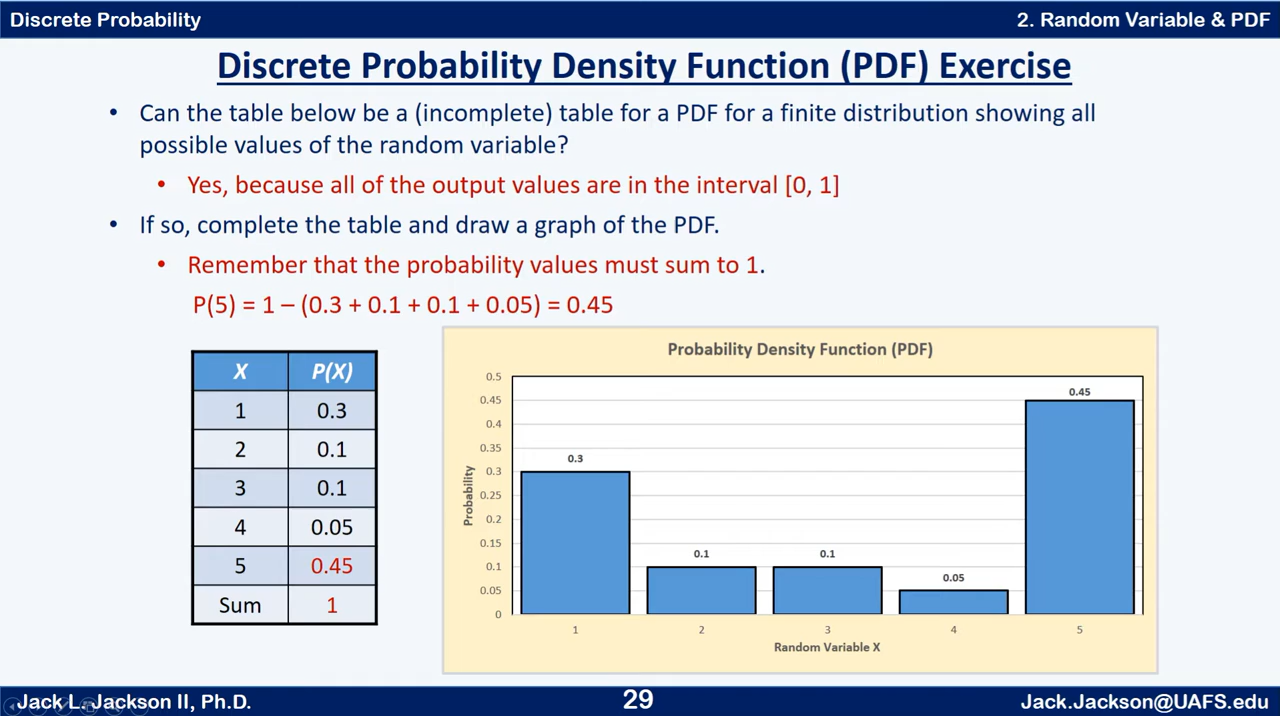 Discrete Probability
2. Random Variable & PDF
Discrete Probability Density Function (PDF) Exercise
• Can the table below be a (incomplete) table for a PDF for a finite distribution showing all
possible values of the random variable?
• Yes, because all of the output values are in the interval [0, 1]
• If so, complete the table and draw a graph of the PDF.
• Remember that the probability values must sum to 1.
P(5) = 1 – (0.3 + 0.1 + 0.1 + 0.05) = 0.45
X P(X)
1 0.3
2 0.1
3 0.1
4 0.05
5 0.45
Sum 1
Probability Density Function (PDF)
Probability
0.5
0.45
0.4
0.35
0.3
0.25
0.2
0.15
0.1
0.05
0
0.3
0.1
0.1
0.05
0.45
1 2 3 4 5
Random Variable X
Jack L. Jackson II, Ph.D.
29
Jack.Jackson@UAFS.edu